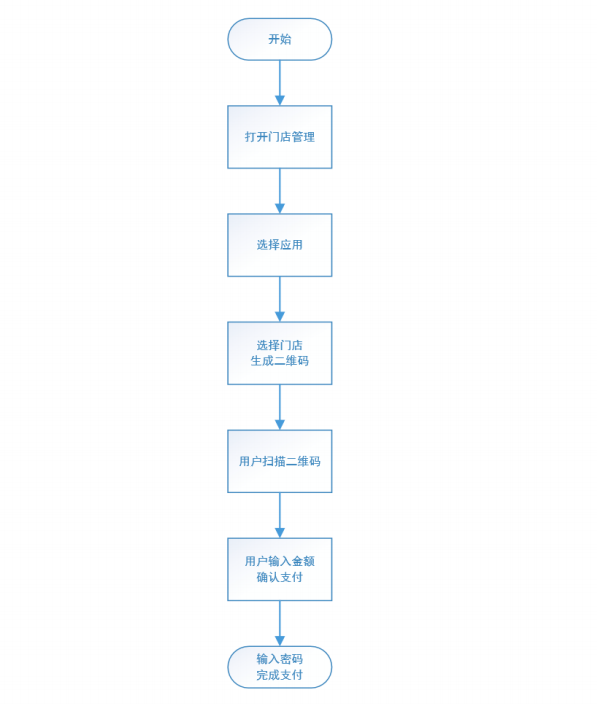 开始
打开门店管理
选择应用
选择门店
生成二维码
用户扫描二维码
用户输入金额
确认支付
输入密码
完成支付